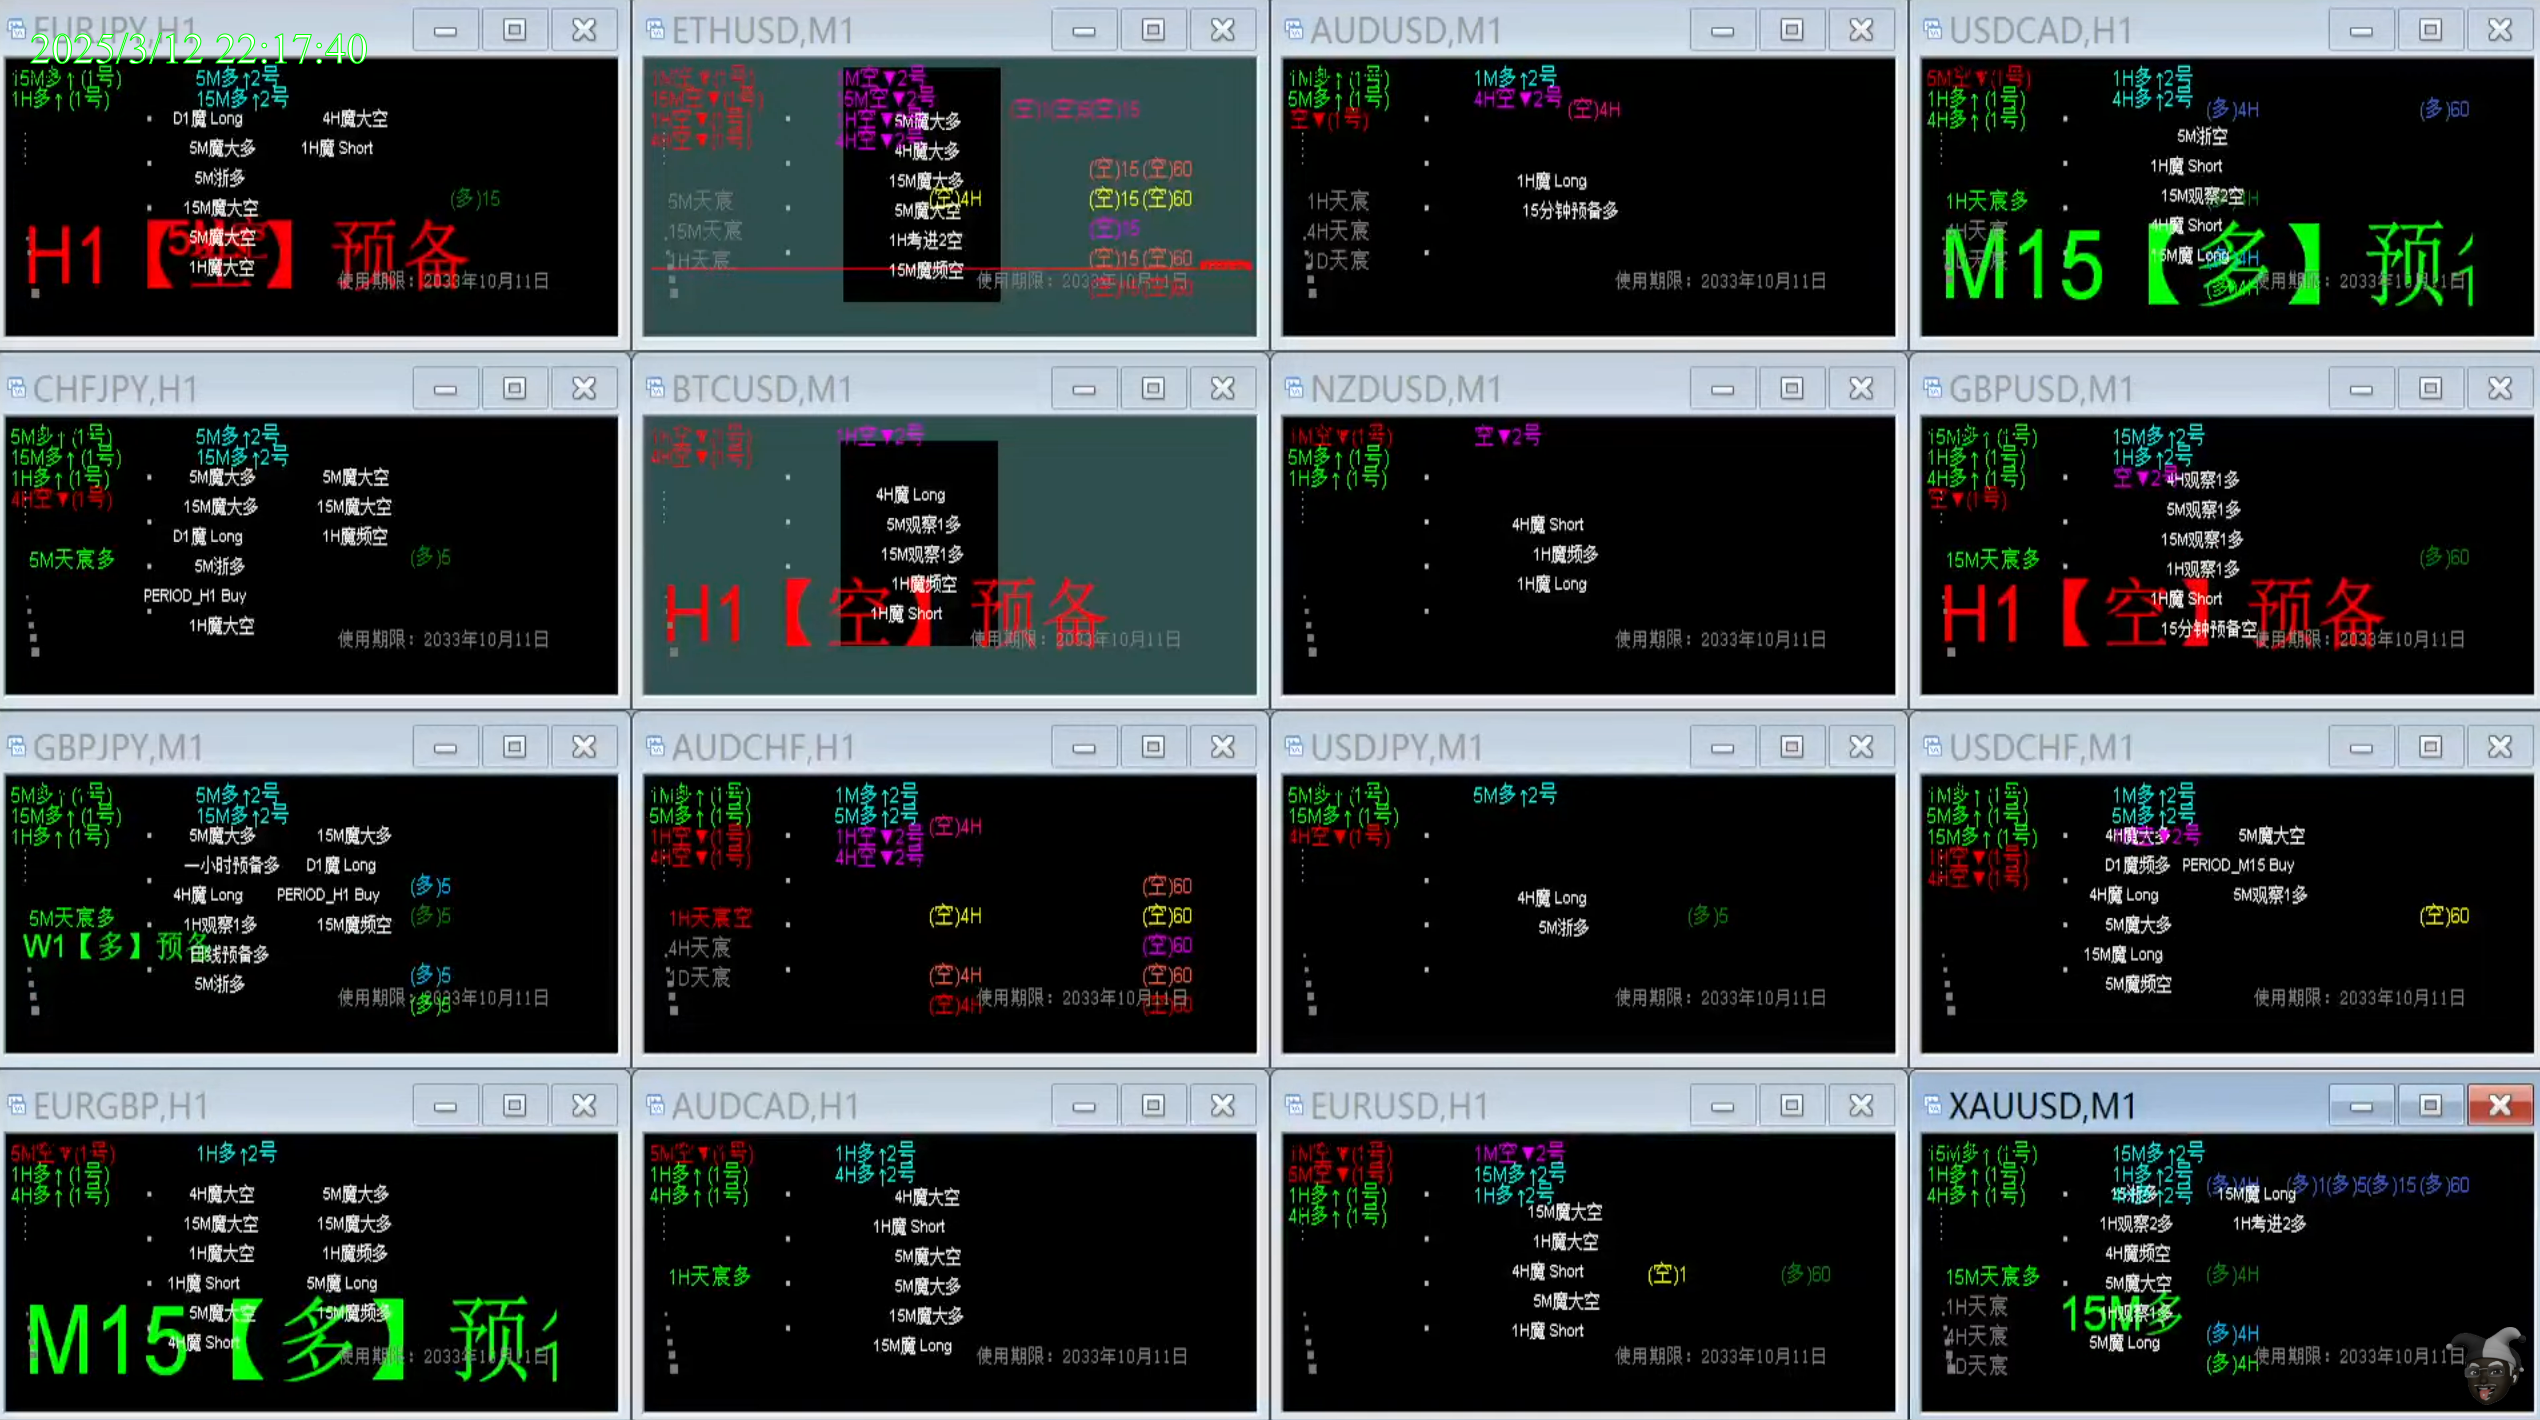 EURJPY,H1
2025/3/12 22:17:40
15M多↑(1号) 5M多↑2号
1H多↑(1号) 15M多↑2号
D1魔 Long 4H魔大空
5M魔大多 1H魔 Short
5M浙多
(多)15
15M魔大空
5M魔大空
H1【空】预备
1H魔大空
使用期限：2033年10月11日
ETHUSD,M1
1M空▼(1号) 1M空▼2号
15M空▼(1号) 15M空▼2号
1H空▼(1号) 1H空▼2号
4H空▼(1号) 4H空▼2号
5M魔大多
4H魔大多
(空)15 (空)60
15M魔大多
5M天宸 (空)4H (空)15 (空)60
5M魔大空
15M天宸 (空)15
1H考进2空
1H天宸 (空)15 (空)60
15M魔频空
使用期限：2033年10月11日
AUDUSD,M1
1M多↑(1号) 1M多↑2号
5M多↑(1号) 4H空▼2号 (空)4H
空▼(1号)
1H魔 Long
1H天宸 15分钟预备多
4H天宸
1D天宸
使用期限：2033年10月11日
USDCAD,H1
5M空▼(1号) 1H多↑2号
1H多↑(1号) 4H多↑2号 (多)4H (多)60
4H多↑(1号)
5M浙空
1H魔 Short
1H天宸多 15M观察2空
4H天宸 4H魔 Short
15M魔 Long
M15【多】预
使用期限：2033年10月11日
CHFJPY,H1
5M多↑(1号) 5M多↑2号
15M多↑(1号) 15M多↑2号
1H多↑(1号) 5M魔大多 5M魔大空
4H空▼(1号)
15M魔大多 15M魔大空
D1魔 Long 1H魔频空
5M天宸多 5M浙多 (多)5
PERIOD_H1 Buy
1H魔大空
使用期限：2033年10月11日
BTCUSD,M1
1H空▼(1号) 1H空▼2号
4H空▼(1号)
4H魔 Long
5M观察1多
15M观察1多
1H魔频空
H1【空】预备
1H魔 Short
使用期限：2033年10月11日
NZDUSD,M1
1M空▼(1号) 空▼2号
5M多↑(1号)
1H多↑(1号)
4H魔 Short
1H魔频多
1H魔 Long
使用期限：2033年10月11日
GBPUSD,M1
15M多↑(1号) 15M多↑2号
1H多↑(1号) 1H多↑2号
4H多↑(1号) 空▼2号 4H观察1多
空▼(1号)
5M观察1多
15M观察1多
15M天宸多 (多)60
1H观察1多
1H魔 Short
H1【空】预备
15分钟预备空
使用期限：2033年10月11日
GBPJPY,M1
5M多↑(1号) 5M多↑2号
15M多↑(1号) 15M多↑2号
1H多↑(1号) 5M魔大多 15M魔大多
一小时预备多 D1魔 Long
4H魔 Long PERIOD_H1 Buy (多)5
5M天宸多 1H观察1多 15M魔频空 (多)5
W1【多】预备
日线预备多
5M浙多 (多)5
使用期限：2033年10月11日
(多)5
AUDCHF,H1
1M多↑(1号) 1M多↑2号
5M多↑(1号) 5M多↑2号
1H空▼(1号) 1H空▼2号 (空)4H
4H空▼(1号) 4H空▼2号
(空)60
1H天宸空 (空)4H (空)60
4H天宸 (空)60
1D天宸 (空)4H (空)60
(空)4H (空)60
使用期限：2033年10月11日
USDJPY,M1
5M多↑(1号) 5M多↑2号
15M多↑(1号)
4H空▼(1号)
4H魔 Long
5M浙多 (多)5
使用期限：2033年10月11日
USDCHF,M1
1M多↑(1号) 1M多↑2号
5M多↑(1号) 5M多↑2号
15M多↑(1号) 4H魔大多 5M魔大空
1H空▼(1号)
4H空▼(1号)
D1魔频多 PERIOD_M15 Buy
4H魔 Long 5M观察1多
5M魔大多 (空)60
15M魔 Long
5M魔频空
使用期限：2033年10月11日
EURGBP,H1
5M空▼(1号) 1H多↑2号
1H多↑(1号)
4H多↑(1号) 4H魔大空 5M魔大多
15M魔大空 15M魔大多
1H魔大空 1H魔频多
1H魔 Short 5M魔 Long
5M魔大空 15M魔频多
M15【多】预
4H魔 Short
使用期限：2033年10月11日
AUDCAD,H1
5M空▼(1号) 1H多↑2号
1H多↑(1号) 4H多↑2号
4H多↑(1号) 4H魔大空
1H魔 Short
5M魔大空
1H天宸多 5M魔大多
15M魔大多
15M魔 Long
使用期限：2033年10月11日
EURUSD,H1
1M空▼(1号) 1M空▼2号
5M空▼(1号) 15M多↑2号
1H多↑(1号) 1H多↑2号
4H多↑(1号) 15M魔大空
1H魔大空
4H魔 Short (空)1 (多)60
5M魔大空
1H魔 Short
使用期限：2033年10月11日
XAUUSD,M1
15M多↑(1号) 15M多↑2号
1H多↑(1号) 1H多↑2号
4H多↑(1号) 4H多↑2号 (多)4H (多)1(多)5(多)15 (多)60
15M魔 Long
1H观察2多 1H考进2多
4H魔频空
15M天宸多 5M魔大空 (多)4H
1H天宸 15M多
1H观察1多
4H天宸 5M魔 Long (多)4H
1D天宸 (多)4H
使用期限：2033年10月11日